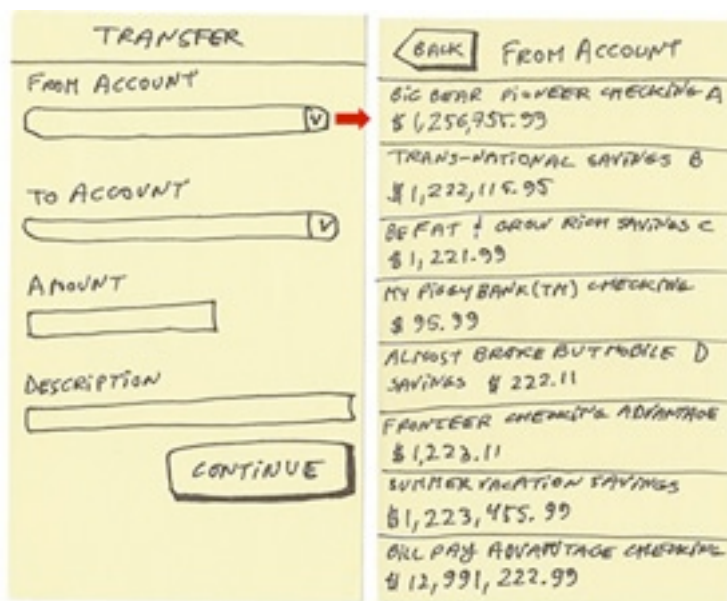 TRANSFER
FROM ACCOUNT
V
TO ACCOUNT
V
AMOUNT
DESCRIPTION
CONTINUE
BACK
FROM ACCOUNT
BIG BEAR PIONEER CHECKING A
$1,256,955.99
TRANS-NATIONAL SAVINGS B
$1,222,115.95
BE FAT & GROW RICH SAVINGS C
$1,221.99
MY PIGGY BANK(TM) CHECKING
$95.99
ALMOST BROKE BUT MOBILE D
SAVINGS $222.11
FRONTEER CHECKING ADVANTAGE
$1,223.11
SUMMER VACATION SAVINGS
$1,223,455.99
BILL PAY ADVANTAGE CHECKING
$12,991,222.99